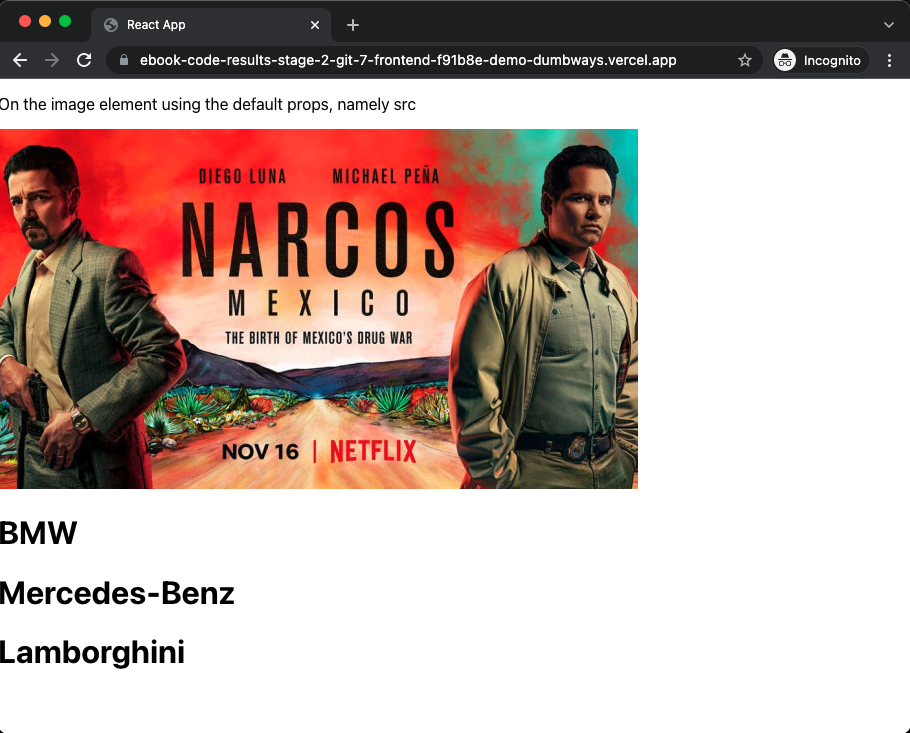 React App
ebook-code-results-stage-2-git-7-frontend-f91b8e-demo-dumbways.vercel.app
Incognito
On the image element using the default props, namely src
DIEGO LUNA MICHAEL PEÑA
NARCOS
MEXICO
THE BIRTH OF MEXICO'S DRUG WAR
NOV 16 | NETFLIX
BMW
Mercedes-Benz
Lamborghini